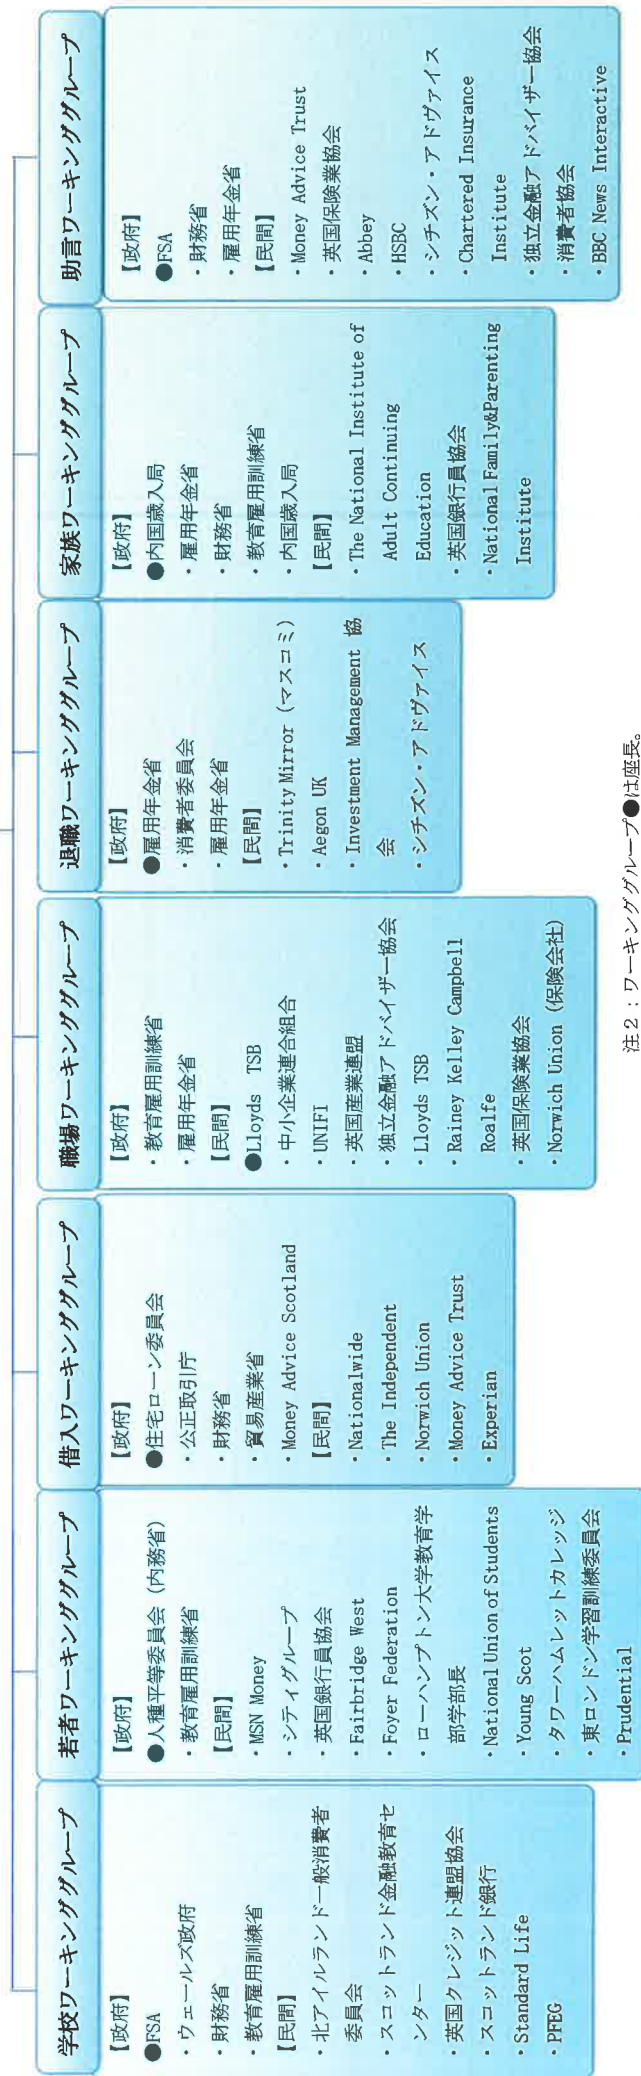 学校ワーキンググループ
【政府】
●FSA
・ウェールズ政府
・財務省
・教育雇用訓練省
【民間】
・北アイルランド一般消費者
委員会
・スコットランド金融教育セ
ンター
・英国クレジット連盟協会
・スコットランド銀行
・Standard Life
・PFEG
若者ワーキンググループ
【政府】
●人種平等委員会（内務省）
・教育雇用訓練省
【民間】
・MSN Money
・シティグループ
・英国銀行員協会
・Fairbridge West
・Foyer Federation
・ローハンプトン大学教育学
部学部長
・National Union of Students
・Young Scot
・タワーハムレットカレッジ
・東ロンドン学習訓練委員会
・Prudential
借入ワーキンググループ
【政府】
●住宅ローン委員会
・公正取引庁
・財務省
・貿易産業省
・Money Advice Scotland
【民間】
・Nationalwide
・The Independent
・Norwich Union
・Money Advice Trust
・Experian
職場ワーキンググループ
【政府】
・教育雇用訓練省
・雇用年金省
【民間】
●Lloyds TSB
・中小企業連合組合
・UNIFI
・英国産業連盟
・独立金融アドバイザー協会
・Lloyds TSB
・Rainey Kelley Campbell
Roalfe
・英国保険業協会
・Norwich Union（保険会社）
退職ワーキンググループ
【政府】
●雇用年金省
・消費者委員会
・雇用年金省
【民間】
・Trinity Mirror（マスコミ）
・Aegon UK
・Investment Management 協
会
・シチズン・アドヴァイス
家族ワーキンググループ
【政府】
●内国歳入局
・雇用年金省
・財務省
・教育雇用訓練省
・内国歳入局
【民間】
・The National Institute of
Adult Continuing
Education
・英国銀行員協会
・National Family&Parenting
Institute
助言ワーキンググループ
【政府】
●FSA
・財務省
・雇用年金省
【民間】
・Money Advice Trust
・英国保険業協会
・Abbey
・HSBC
・シチズン・アドヴァイス
・Chartered Insurance
Institute
・独立金融アドバイザー協会
・消費者協会
・BBC News Interactive
注２：ワーキンググループ●は座長。